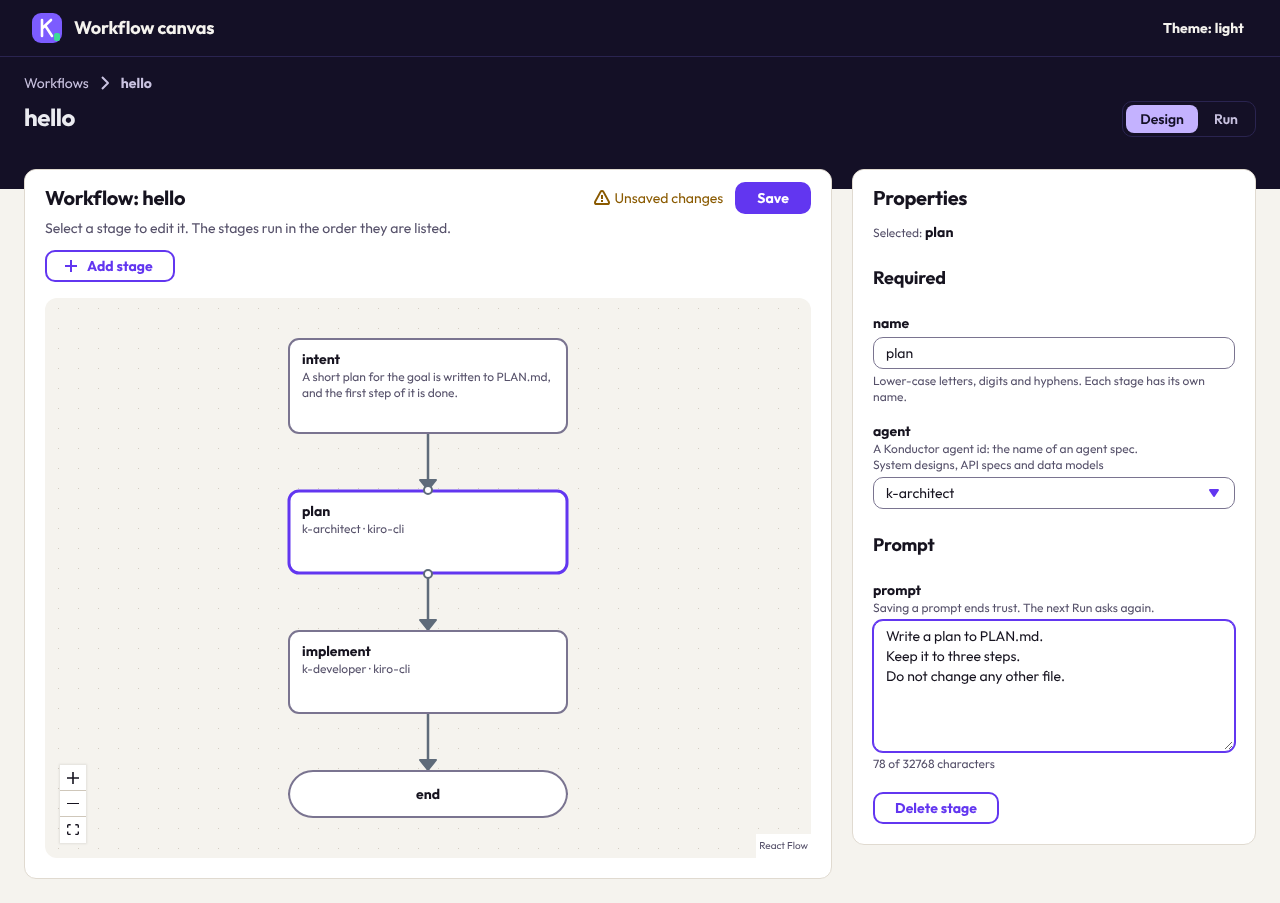 K
Workflow canvas
Theme: light
Workflows
hello
hello
Design
Run
Workflow: hello
Unsaved changes
Save
Select a stage to edit it. The stages run in the order they are listed.
Add stage
intent
A short plan for the goal is written to PLAN.md,
and the first step of it is done.
plan
k-architect · kiro-cli
implement
k-developer · kiro-cli
end
React Flow
Properties
Selected: plan
Required
name
plan
Lower-case letters, digits and hyphens. Each stage has its own
name.
agent
A Konductor agent id: the name of an agent spec.
System designs, API specs and data models
k-architect
Prompt
prompt
Saving a prompt ends trust. The next Run asks again.
Write a plan to PLAN.md.
Keep it to three steps.
Do not change any other file.
78 of 32768 characters
Delete stage